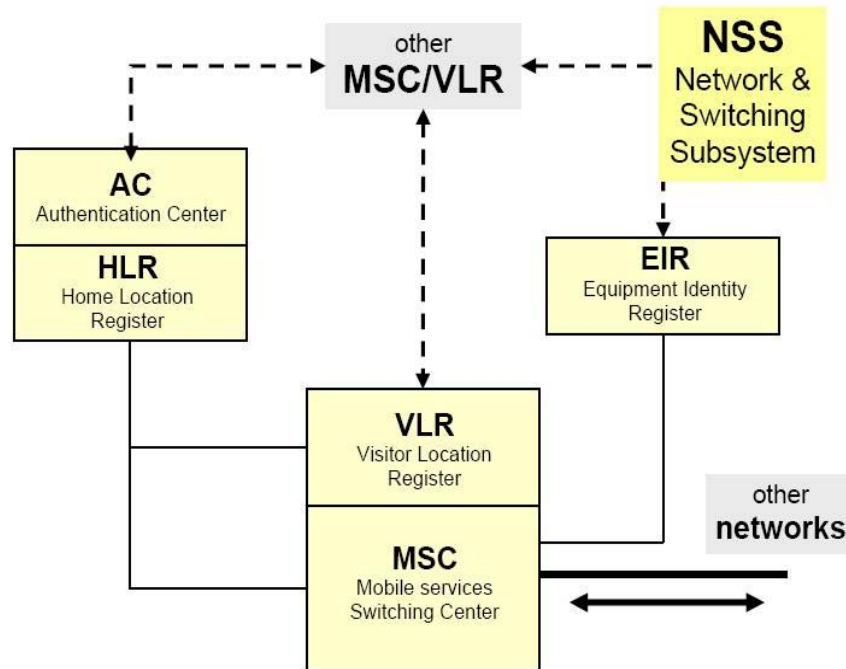 other
MSC/VLR
NSS
Network &
Switching
Subsystem
AC
Authentication Center
HLR
Home Location
Register
EIR
Equipment Identity
Register
VLR
Visitor Location
Register
MSC
Mobile services
Switching Center
other
networks